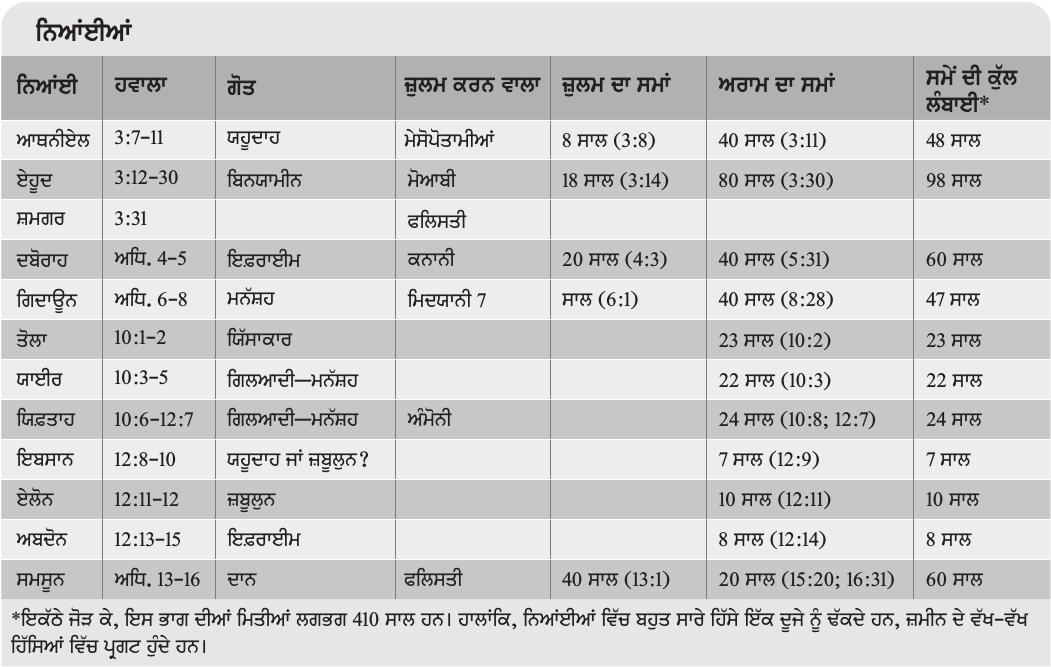 ਨਿਆਂਈਆਂ
ਨਿਆਂਈ ਹਵਾਲਾ ਗੋਤ ਜ਼ੁਲਮ ਕਰਨ ਵਾਲਾ ਜ਼ੁਲਮ ਦਾ ਸਮਾਂ ਅਰਾਮ ਦਾ ਸਮਾਂ ਸਮੇਂ ਦੀ ਕੁੱਲ
ਲੰਬਾਈ*
ਆਥਨੀਏਲ 3:7–11 ਯਹੂਦਾਹ ਮੇਸੋਪੋਤਾਮੀਆਂ 8 ਸਾਲ (3:8) 40 ਸਾਲ (3:11) 48 ਸਾਲ
ਏਹੂਦ 3:12–30 ਬਿਨਯਾਮੀਨ ਮੋਆਬੀ 18 ਸਾਲ (3:14) 80 ਸਾਲ (3:30) 98 ਸਾਲ
ਸ਼ਮਗਰ 3:31 ਫਲਿਸਤੀ
ਦਬੋਰਾਹ ਅਧਿ. 4–5 ਇਫ਼ਰਾਈਮ ਕਨਾਨੀ 20 ਸਾਲ (4:3) 40 ਸਾਲ (5:31) 60 ਸਾਲ
ਗਿਦਾਊਨ ਅਧਿ. 6–8 ਮਨੱਸ਼ਹ ਮਿਦਯਾਨੀ 7 ਸਾਲ (6:1) 40 ਸਾਲ (8:28) 47 ਸਾਲ
ਤੋਲਾ 10:1–2 ਯਿੱਸਾਕਾਰ 23 ਸਾਲ (10:2) 23 ਸਾਲ
ਯਾਈਰ 10:3–5 ਗਿਲਆਦੀ—ਮਨੱਸ਼ਹ 22 ਸਾਲ (10:3) 22 ਸਾਲ
ਯਿਫ਼ਤਾਹ 10:6–12:7 ਗਿਲਆਦੀ—ਮਨੱਸ਼ਹ ਅੰਮੋਨੀ 24 ਸਾਲ (10:8; 12:7) 24 ਸਾਲ
ਇਬਸਾਨ 12:8–10 ਯਹੂਦਾਹ ਜਾਂ ਜ਼ਬੂਲੁਨ? 7 ਸਾਲ (12:9) 7 ਸਾਲ
ਏਲੋਨ 12:11–12 ਜ਼ਬੂਲੁਨ 10 ਸਾਲ (12:11) 10 ਸਾਲ
ਅਬਦੋਨ 12:13–15 ਇਫ਼ਰਾਈਮ 8 ਸਾਲ (12:14) 8 ਸਾਲ
ਸਮਸੂਨ ਅਧਿ. 13–16 ਦਾਨ ਫਲਿਸਤੀ 40 ਸਾਲ (13:1) 20 ਸਾਲ (15:20; 16:31) 60 ਸਾਲ
*ਇਕੱਠੇ ਜੋੜ ਕੇ, ਇਸ ਭਾਗ ਦੀਆਂ ਮਿਤੀਆਂ ਲਗਭਗ 410 ਸਾਲ ਹਨ। ਹਾਲਾਂਕਿ, ਨਿਆਂਈਆਂ ਵਿੱਚ ਬਹੁਤ ਸਾਰੇ ਹਿੱਸੇ ਇੱਕ ਦੂਜੇ ਨੂੰ ਢੱਕਦੇ ਹਨ, ਜ਼ਮੀਨ ਦੇ ਵੱਖ-ਵੱਖ
ਹਿੱਸਿਆਂ ਵਿੱਚ ਪ੍ਰਗਟ ਹੁੰਦੇ ਹਨ।